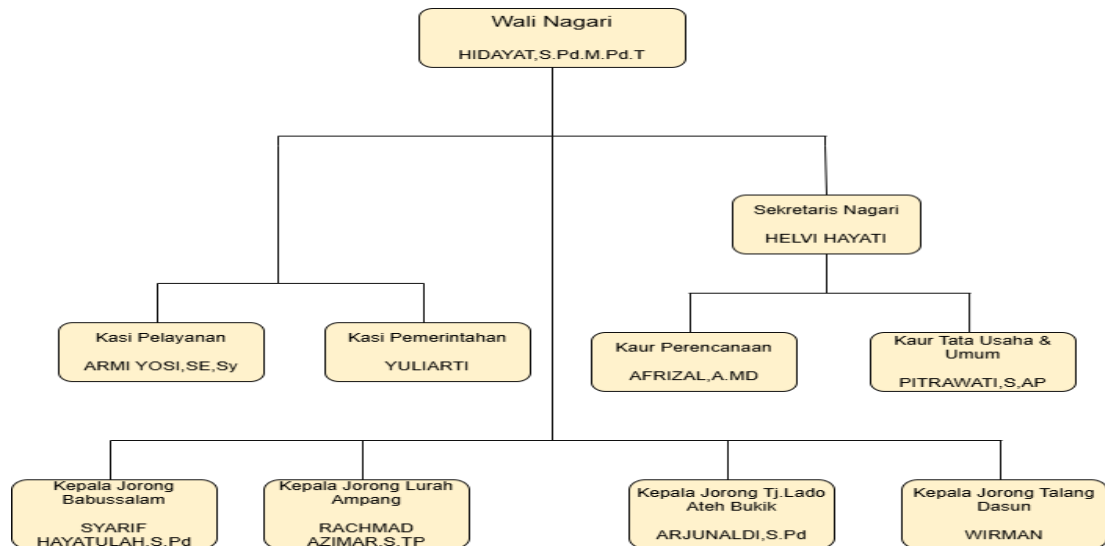 Wali Nagari
HIDAYAT,S.Pd.M.Pd.T
Sekretaris Nagari
HELVI HAYATI
Kasi Pelayanan
ARMI YOSI,SE,Sy
Kasi Pemerintahan
YULIARTI
Kaur Perencanaan
AFRIZAL,A.MD
Kaur Tata Usaha &
Umum
PITRAWATI,S,AP
Kepala Jorong
Babussalam
SYARIF
HAYATULAH,S.Pd
Kepala Jorong Lurah
Ampang
RACHMAD
AZIMAR,S.TP
Kepala Jorong Tj.Lado
Ateh Bukik
ARJUNALDI,S.Pd
Kepala Jorong Talang
Dasun
WIRMAN